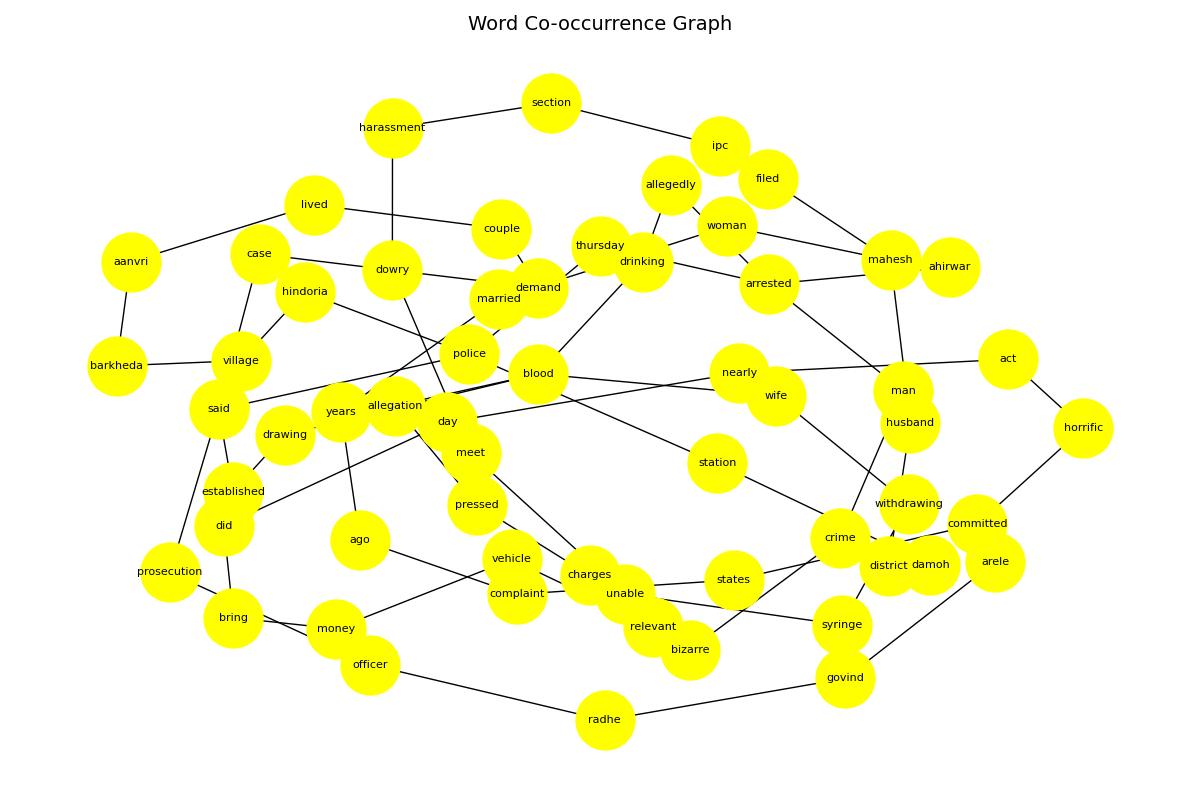 Word Co-occurrence Graph
section
harassment
ipc
filed
allegedly
lived
woman
couple
thursday
case
mahesh
aanvri
drinking
ahirwar
dowry
arrested
demand
hindoria
married
police
act
village
barkheda
nearly
blood
man
wife
allegation
said
years
day
husband
horrific
drawing
meet
station
established
withdrawing
pressed
committed
did
crime
ago
vehicle
arele
district
damoh
prosecution
charges
states
complaint
unable
bring
syringe
relevant
money
bizarre
officer
govind
radhe